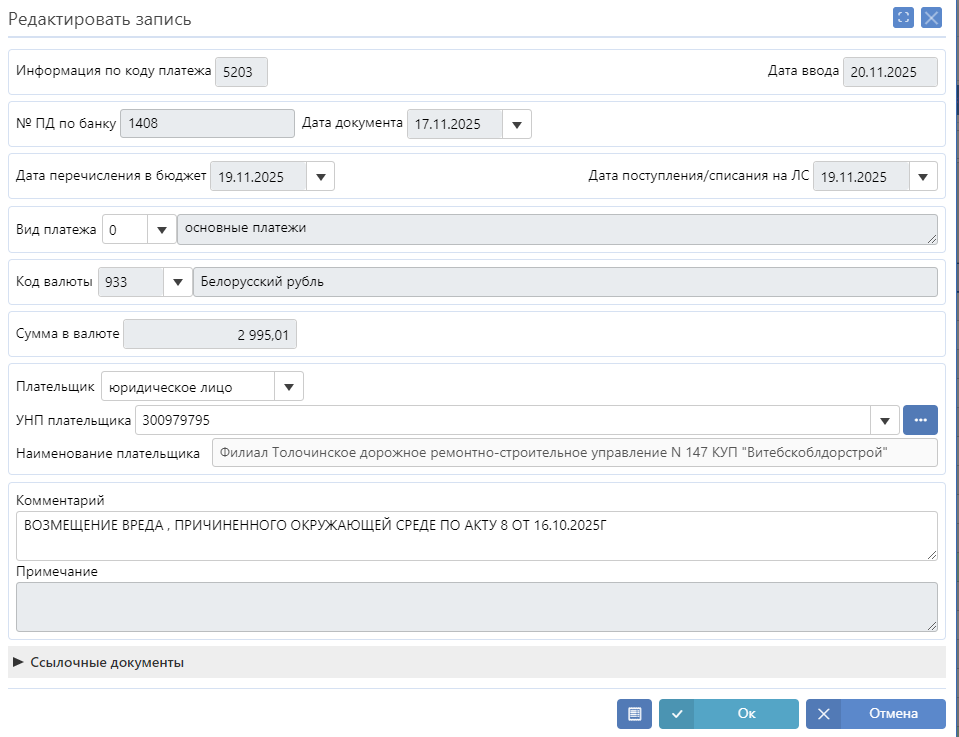 Редактировать запись
Информация по коду платежа 5203 Дата ввода 20.11.2025
№ ПД по банку 1408 Дата документа 17.11.2025
Дата перечисления в бюджет 19.11.2025 Дата поступления/списания на ЛС 19.11.2025
Вид платежа 0 основные платежи
Код валюты 933 Белорусский рубль
Сумма в валюте 2 995,01
Плательщик юридическое лицо
УНП плательщика 300979795
Наименование плательщика Филиал Толочинское дорожное ремонтно-строительное управление N 147 КУП "Витебскоблдорстрой"
Комментарий
ВОЗМЕЩЕНИЕ ВРЕДА , ПРИЧИНЕННОГО ОКРУЖАЮЩЕЙ СРЕДЕ ПО АКТУ 8 ОТ 16.10.2025Г
Примечание
Ссылочные документы
Ок Отмена